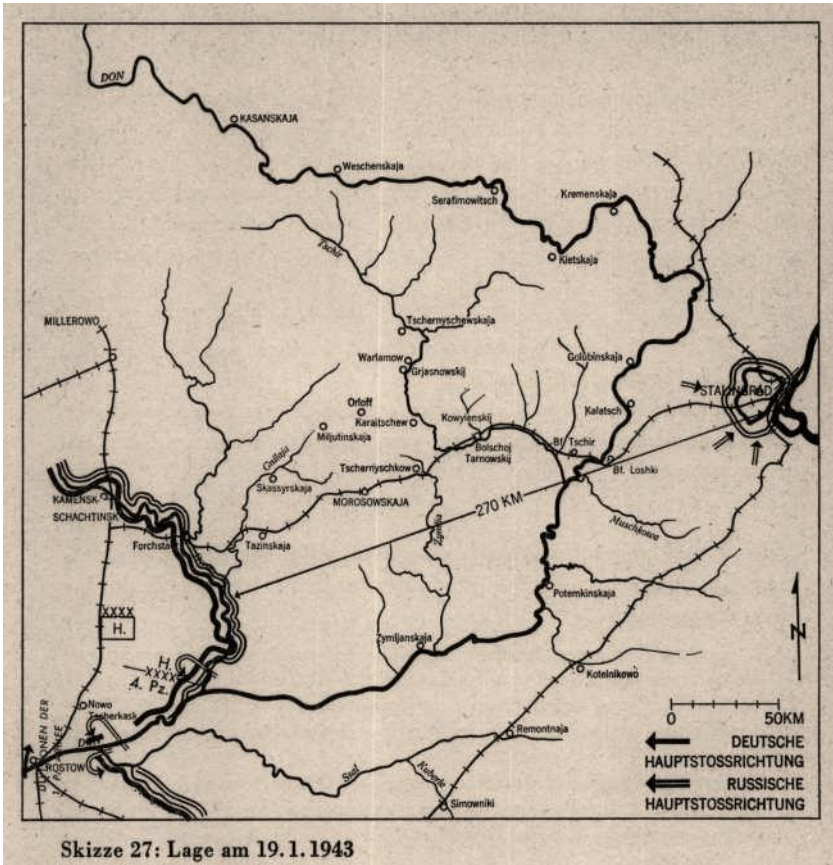 DON
KASANSKAJA
Weschenskaja
Serafimowitsch
Kremenskaja
Kletskaja
Tschir
MILLEROWO
Tschernyschewskaja
Warlamow
Grjasnowskij
Golubinskaja
STALINGRAD
Orloff
Karaitschew
Kowylenskij
Kalatsch
Miljutinskaja
Bolschoj
Tarnowskij
Bf. Tschir
Bf. Loshki
Tschernyschkow
Skassyrskaja
MOROSOWSKAJA
270 KM
KAMENSK
SCHACHTINSK
Muschkowa
Forchstadt
Tazinskaja
Potemkinskaja
XXXX
H.
Zymljanskaja
N
H.
XXXX
4. Pz.
Kotelnikowo
Nowo
Tscherkask
0 50KM
Remontnaja
DEUTSCHE
HAUPTSTOSSRICHTUNG
ROSTOW
Ssal
Kuberle
RUSSISCHE
HAUPTSTOSSRICHTUNG
Simowniki
Skizze 27: Lage am 19.1.1943